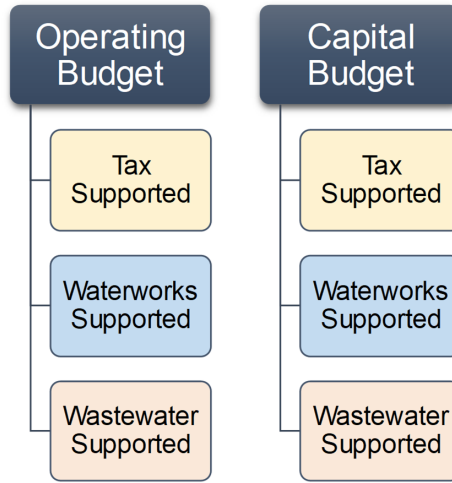 Operating
Budget
Tax
Supported
Waterworks
Supported
Wastewater
Supported
Capital
Budget
Tax
Supported
Waterworks
Supported
Wastewater
Supported